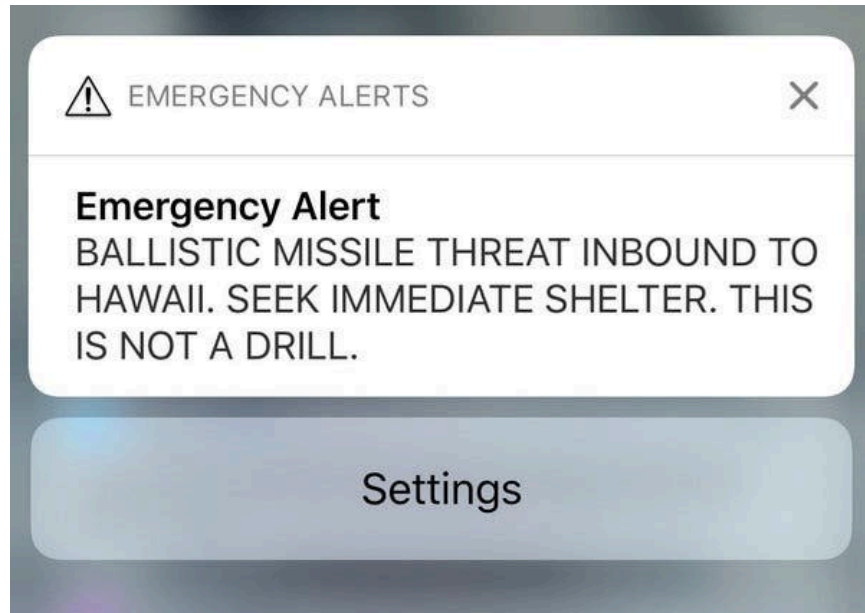 EMERGENCY ALERTS
Emergency Alert
BALLISTIC MISSILE THREAT INBOUND TO
HAWAII. SEEK IMMEDIATE SHELTER. THIS
IS NOT A DRILL.
Settings